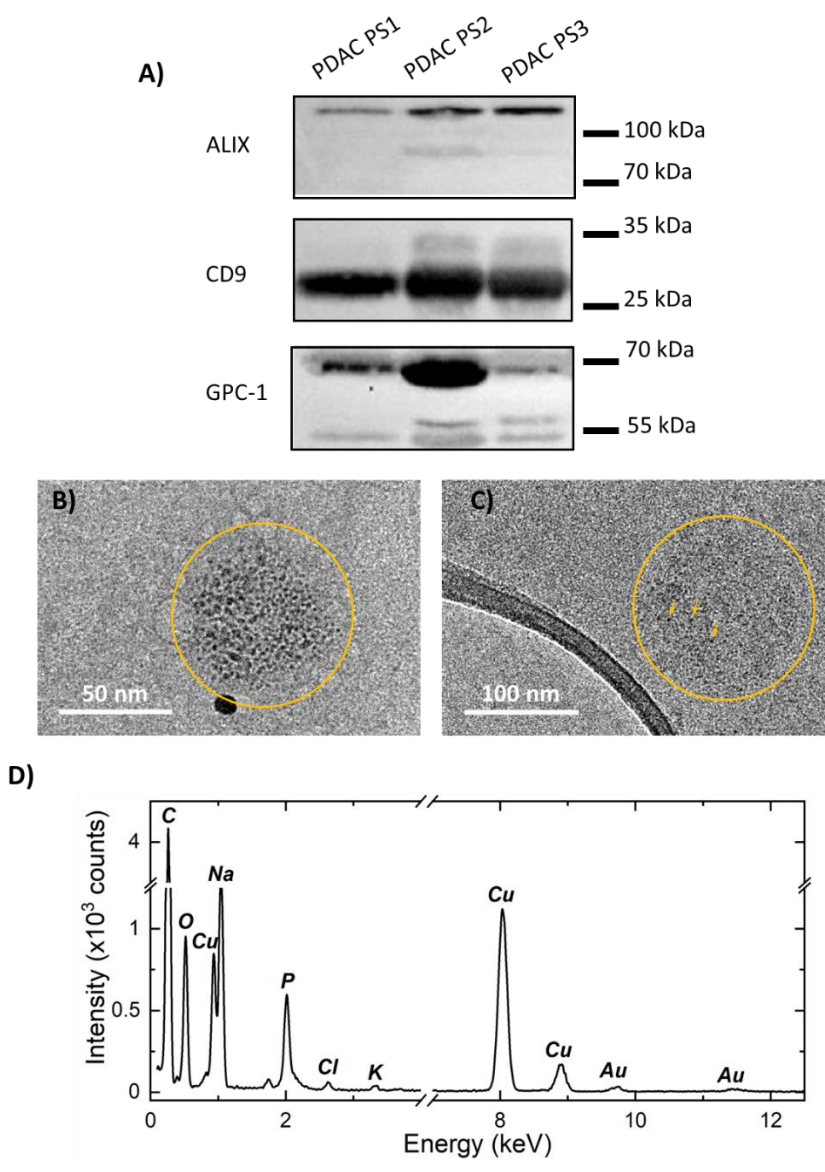 A)
PDAC PS1 PDAC PS2 PDAC PS3
ALIX
100 kDa
70 kDa
CD9
35 kDa
25 kDa
GPC-1
70 kDa
55 kDa
B)
50 nm
C)
100 nm
D)
Intensity (x10³ counts)
4
1
0.5
0
C
O
Cu
Na
P
Cl
K
Cu
Cu
Au
Au
0 2 8 10 12
Energy (keV)